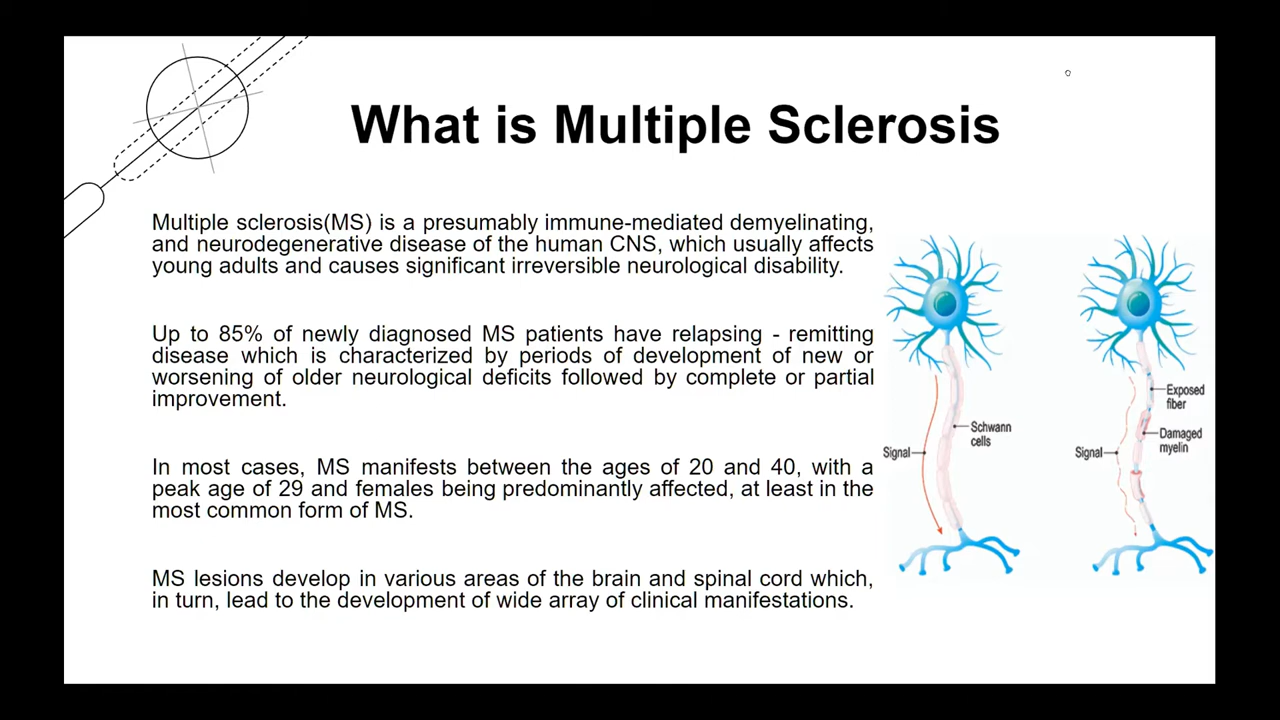 What is Multiple Sclerosis
Multiple sclerosis(MS) is a presumably immune-mediated demyelinating,
and neurodegenerative disease of the human CNS, which usually affects
young adults and causes significant irreversible neurological disability.
Up to 85% of newly diagnosed MS patients have relapsing - remitting
disease which is characterized by periods of development of new or
worsening of older neurological deficits followed by complete or partial
improvement.
In most cases, MS manifests between the ages of 20 and 40, with a
peak age of 29 and females being predominantly affected, at least in the
most common form of MS.
MS lesions develop in various areas of the brain and spinal cord which,
in turn, lead to the development of wide array of clinical manifestations.
Signal
Schwann
cells
Signal
Exposed
fiber
Damaged
myelin